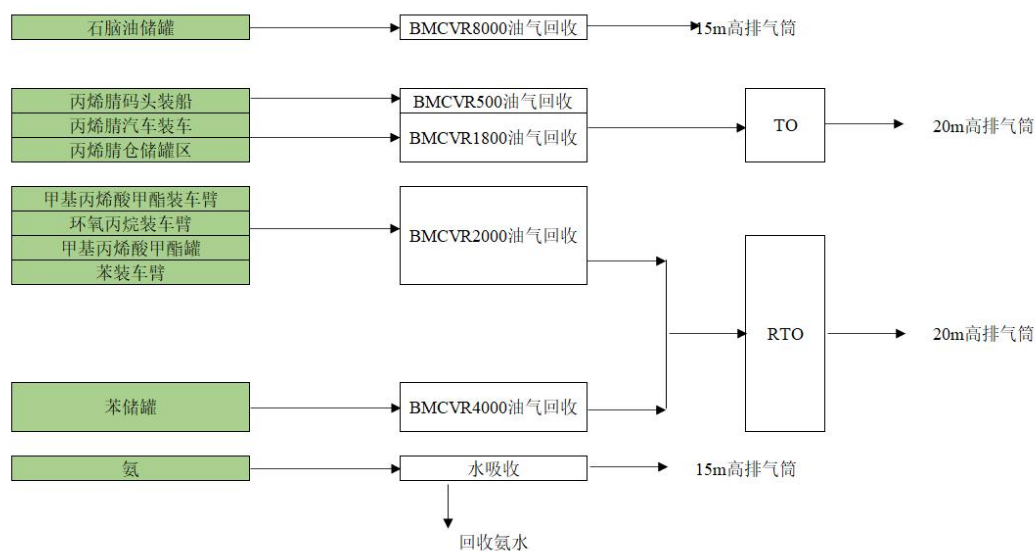 石脑油储罐
BMCVR8000油气回收
15m高排气筒
丙烯腈码头装船
BMCVR500油气回收
丙烯腈汽车装车
BMCVR1800油气回收
TO
20m高排气筒
丙烯腈仓储罐区
甲基丙烯酸甲酯装车臂
环氧丙烷装车臂
BMCVR2000油气回收
甲基丙烯酸甲酯罐
苯装车臂
RTO
20m高排气筒
苯储罐
BMCVR4000油气回收
氨
水吸收
15m高排气筒
回收氨水